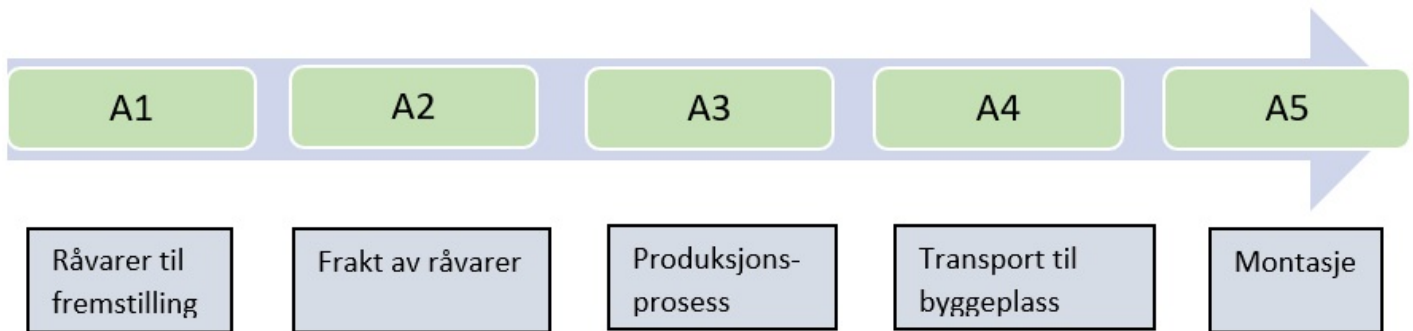 A1
A2
A3
A4
A5
Råvarer til
fremstilling
Frakt av råvarer
Produksjons-
prosess
Transport til
byggeplass
Montasje